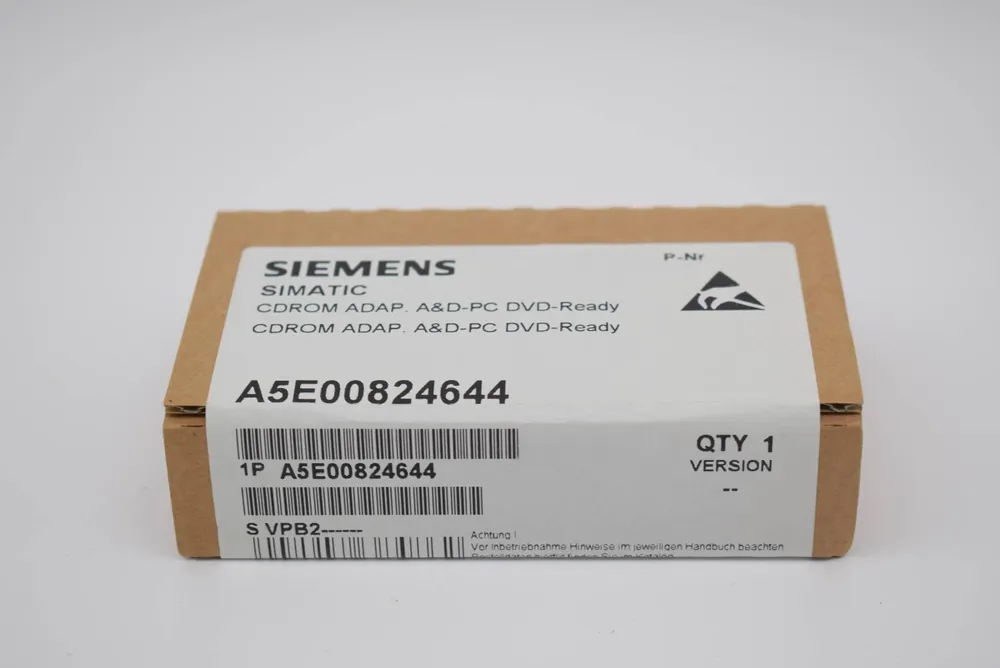 SIEMENS
P-Nr
SIMATIC
CDROM ADAP. A&D-PC DVD-Ready
CDROM ADAP. A&D-PC DVD-Ready
A5E00824644
QTY 1
1P A5E00824644
VERSION
--
S VPB2------
Achtung !
Vor Inbetriebnahme Hinweise im jeweiligen Handbuch beachten